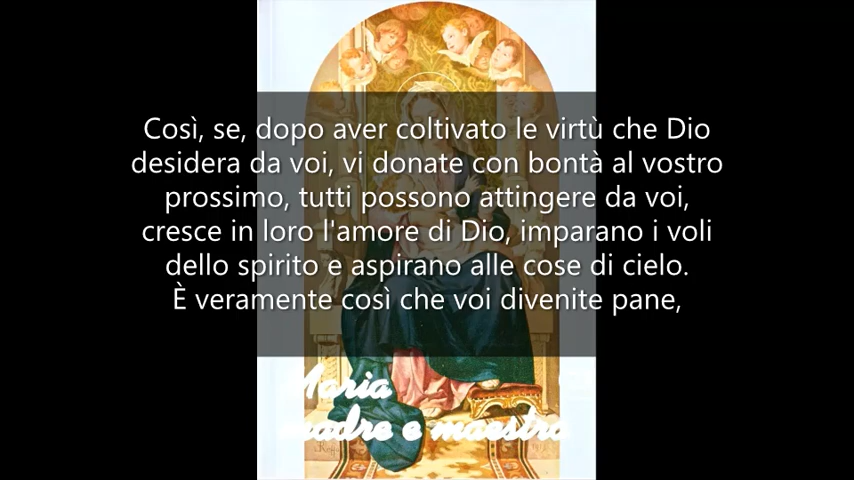 Così, se, dopo aver coltivato le virtù che Dio
desidera da voi, vi donate con bontà al vostro
prossimo, tutti possono attingere da voi,
cresce in loro l'amore di Dio, imparano i voli
dello spirito e aspirano alle cose di cielo.
È veramente così che voi divenite pane,
Maria
madre e maestra